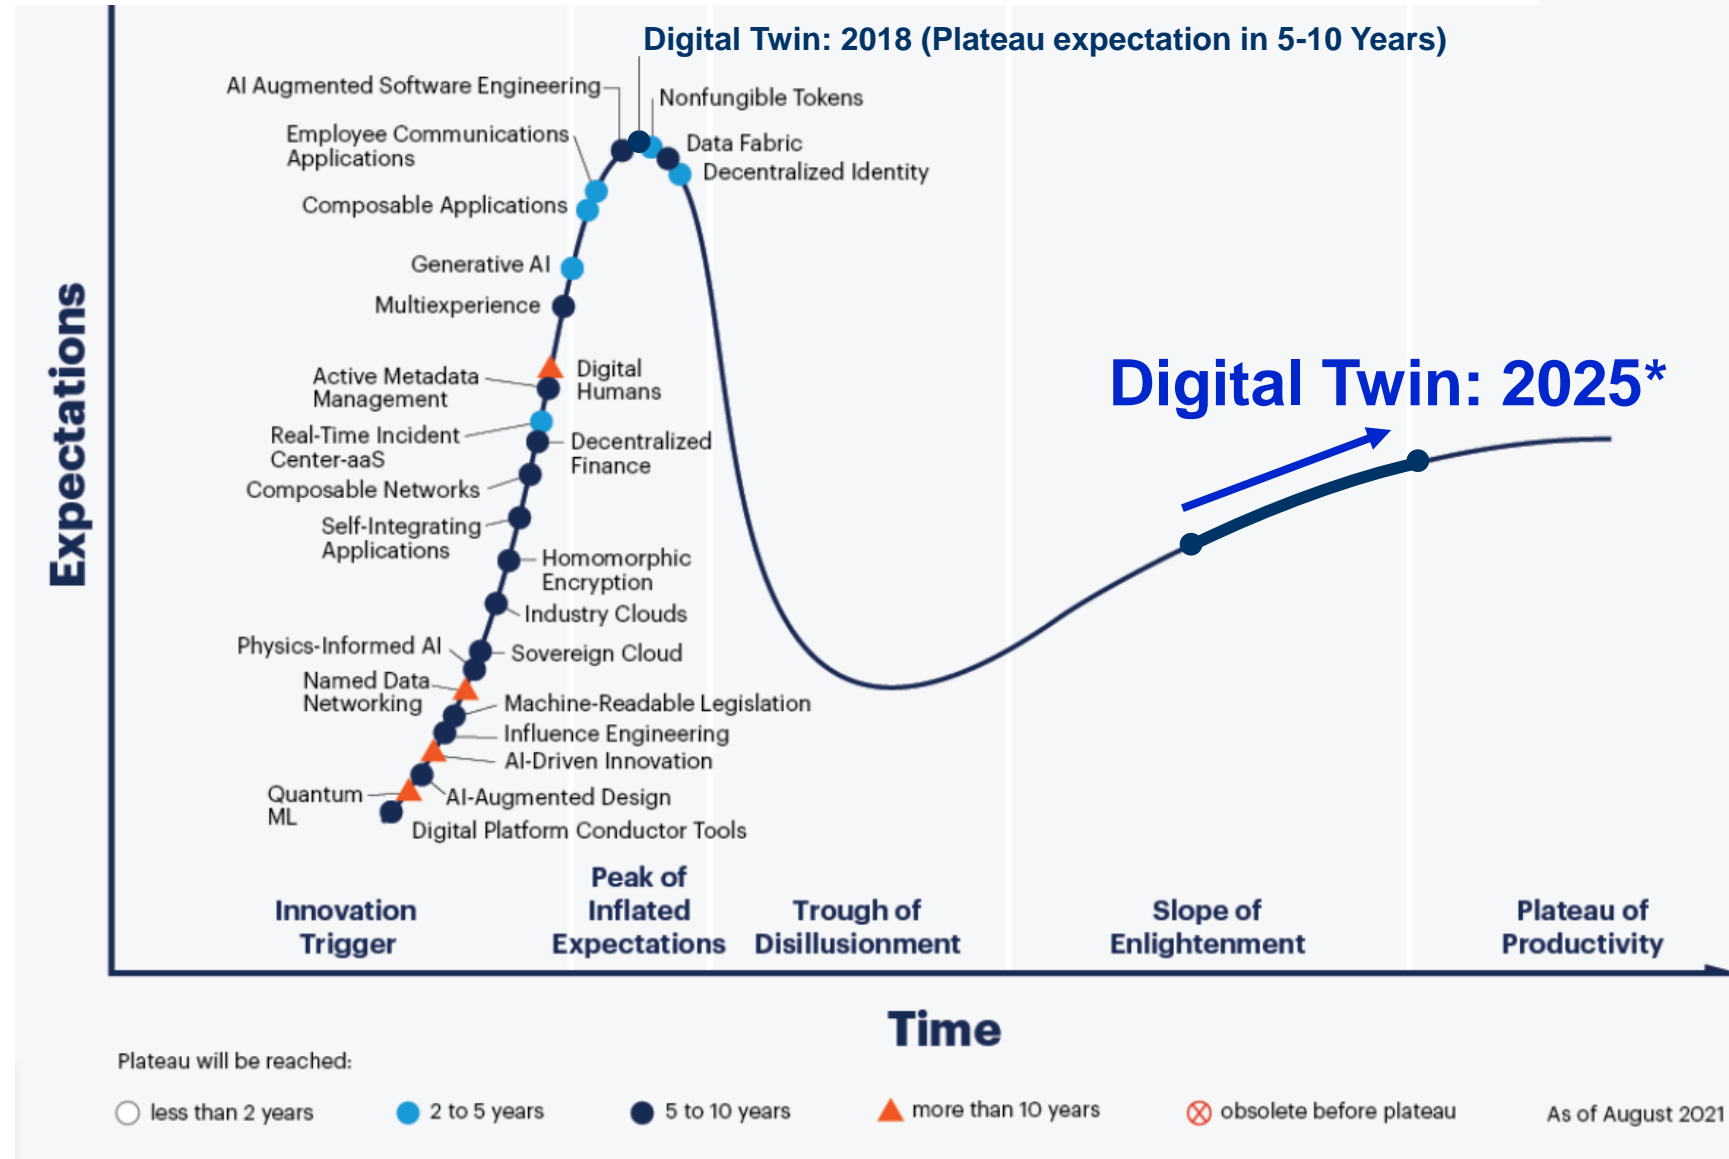 Digital Twin: 2018 (Plateau expectation in 5-10 Years)
AI Augmented Software Engineering
Nonfungible Tokens
Employee Communications
Applications
Data Fabric
Decentralized Identity
Composable Applications
Generative AI
Multiexperience
Digital
Humans
Active Metadata
Management
Real-Time Incident
Center-aaS
Decentralized
Finance
Composable Networks
Self-Integrating
Applications
Homomorphic
Encryption
Industry Clouds
Physics-Informed AI
Sovereign Cloud
Named Data
Networking
Machine-Readable Legislation
Influence Engineering
AI-Driven Innovation
Quantum
ML
AI-Augmented Design
Digital Platform Conductor Tools
Digital Twin: 2025*
Expectations
Innovation
Trigger
Peak of
Inflated
Expectations
Trough of
Disillusionment
Slope of
Enlightenment
Plateau of
Productivity
Time
Plateau will be reached:
less than 2 years
2 to 5 years
5 to 10 years
more than 10 years
obsolete before plateau
As of August 2021